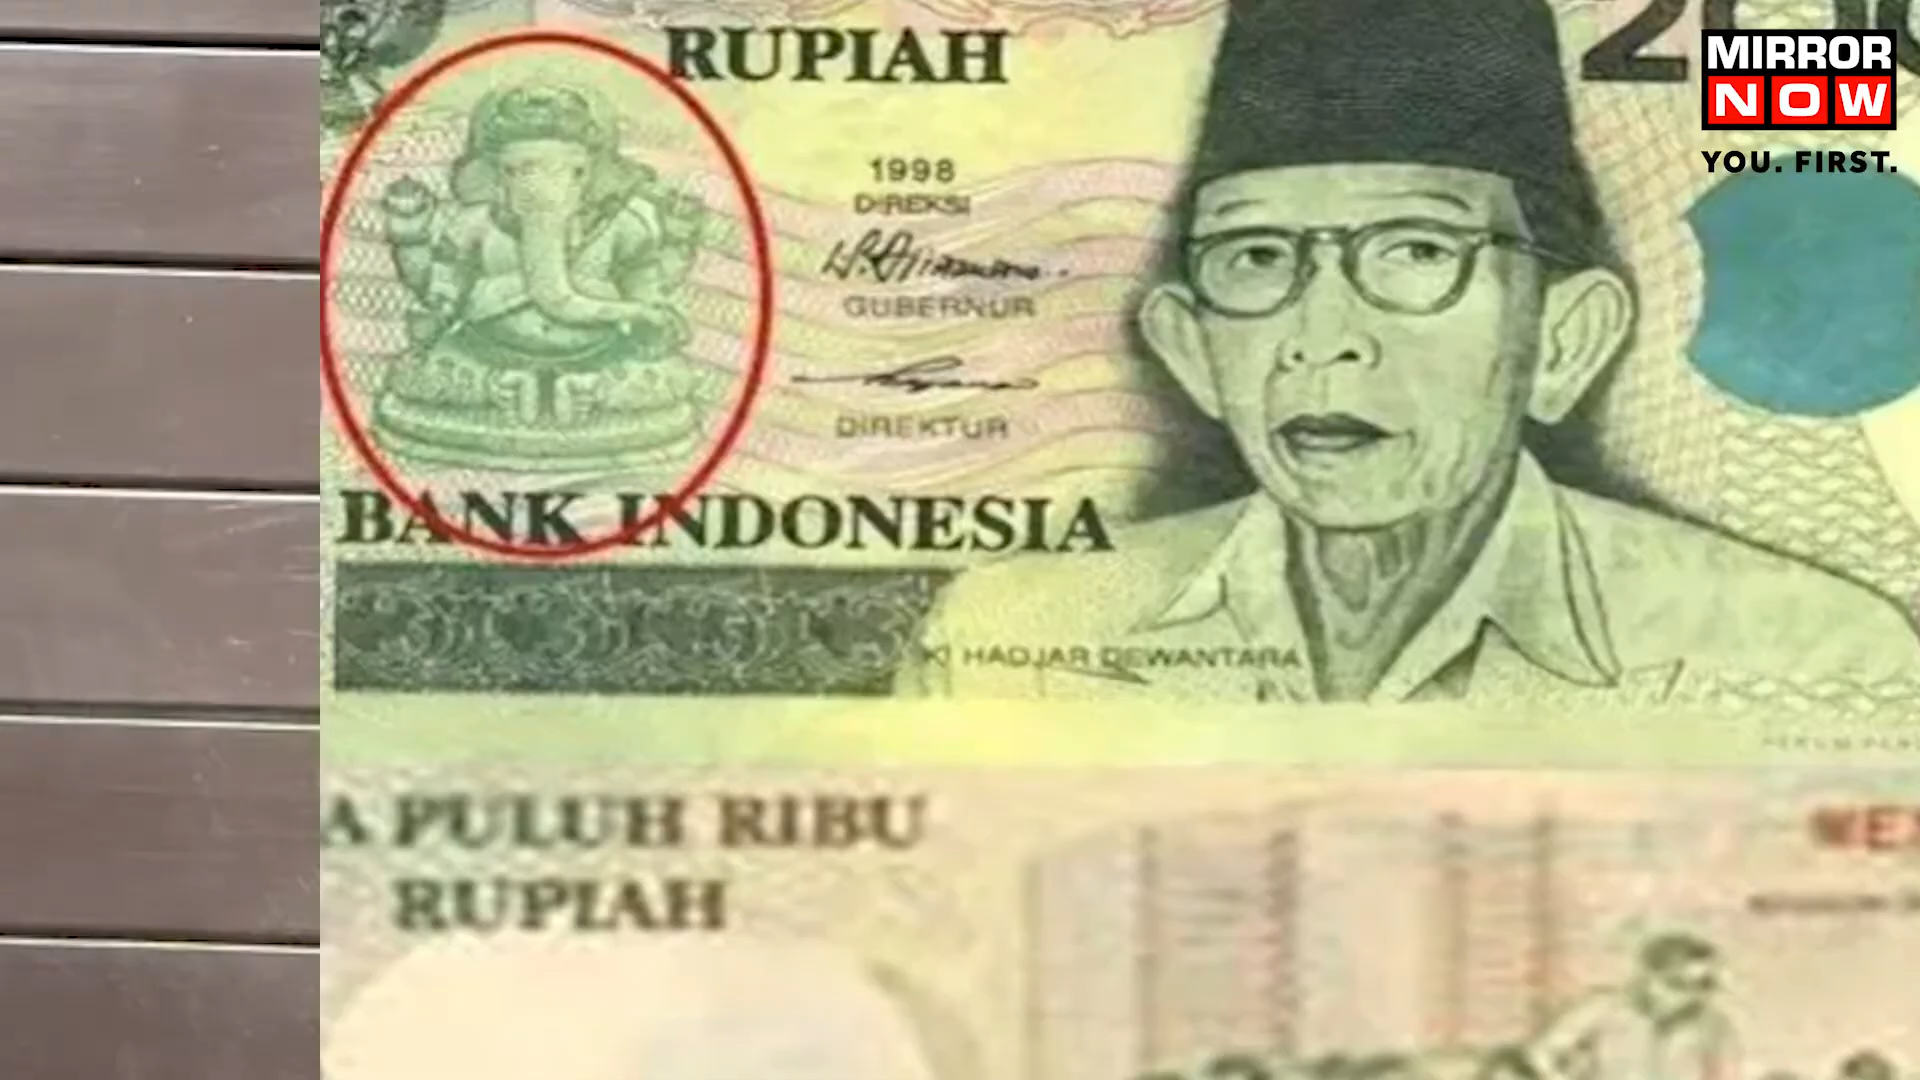 RUPIAH
MIRROR
NOW
YOU. FIRST.
1998
DIREKSI
GUBERNUR
DIREKTUR
BANK INDONESIA
KI HADJAR DEWANTARA
PULUH RIBU
RUPIAH